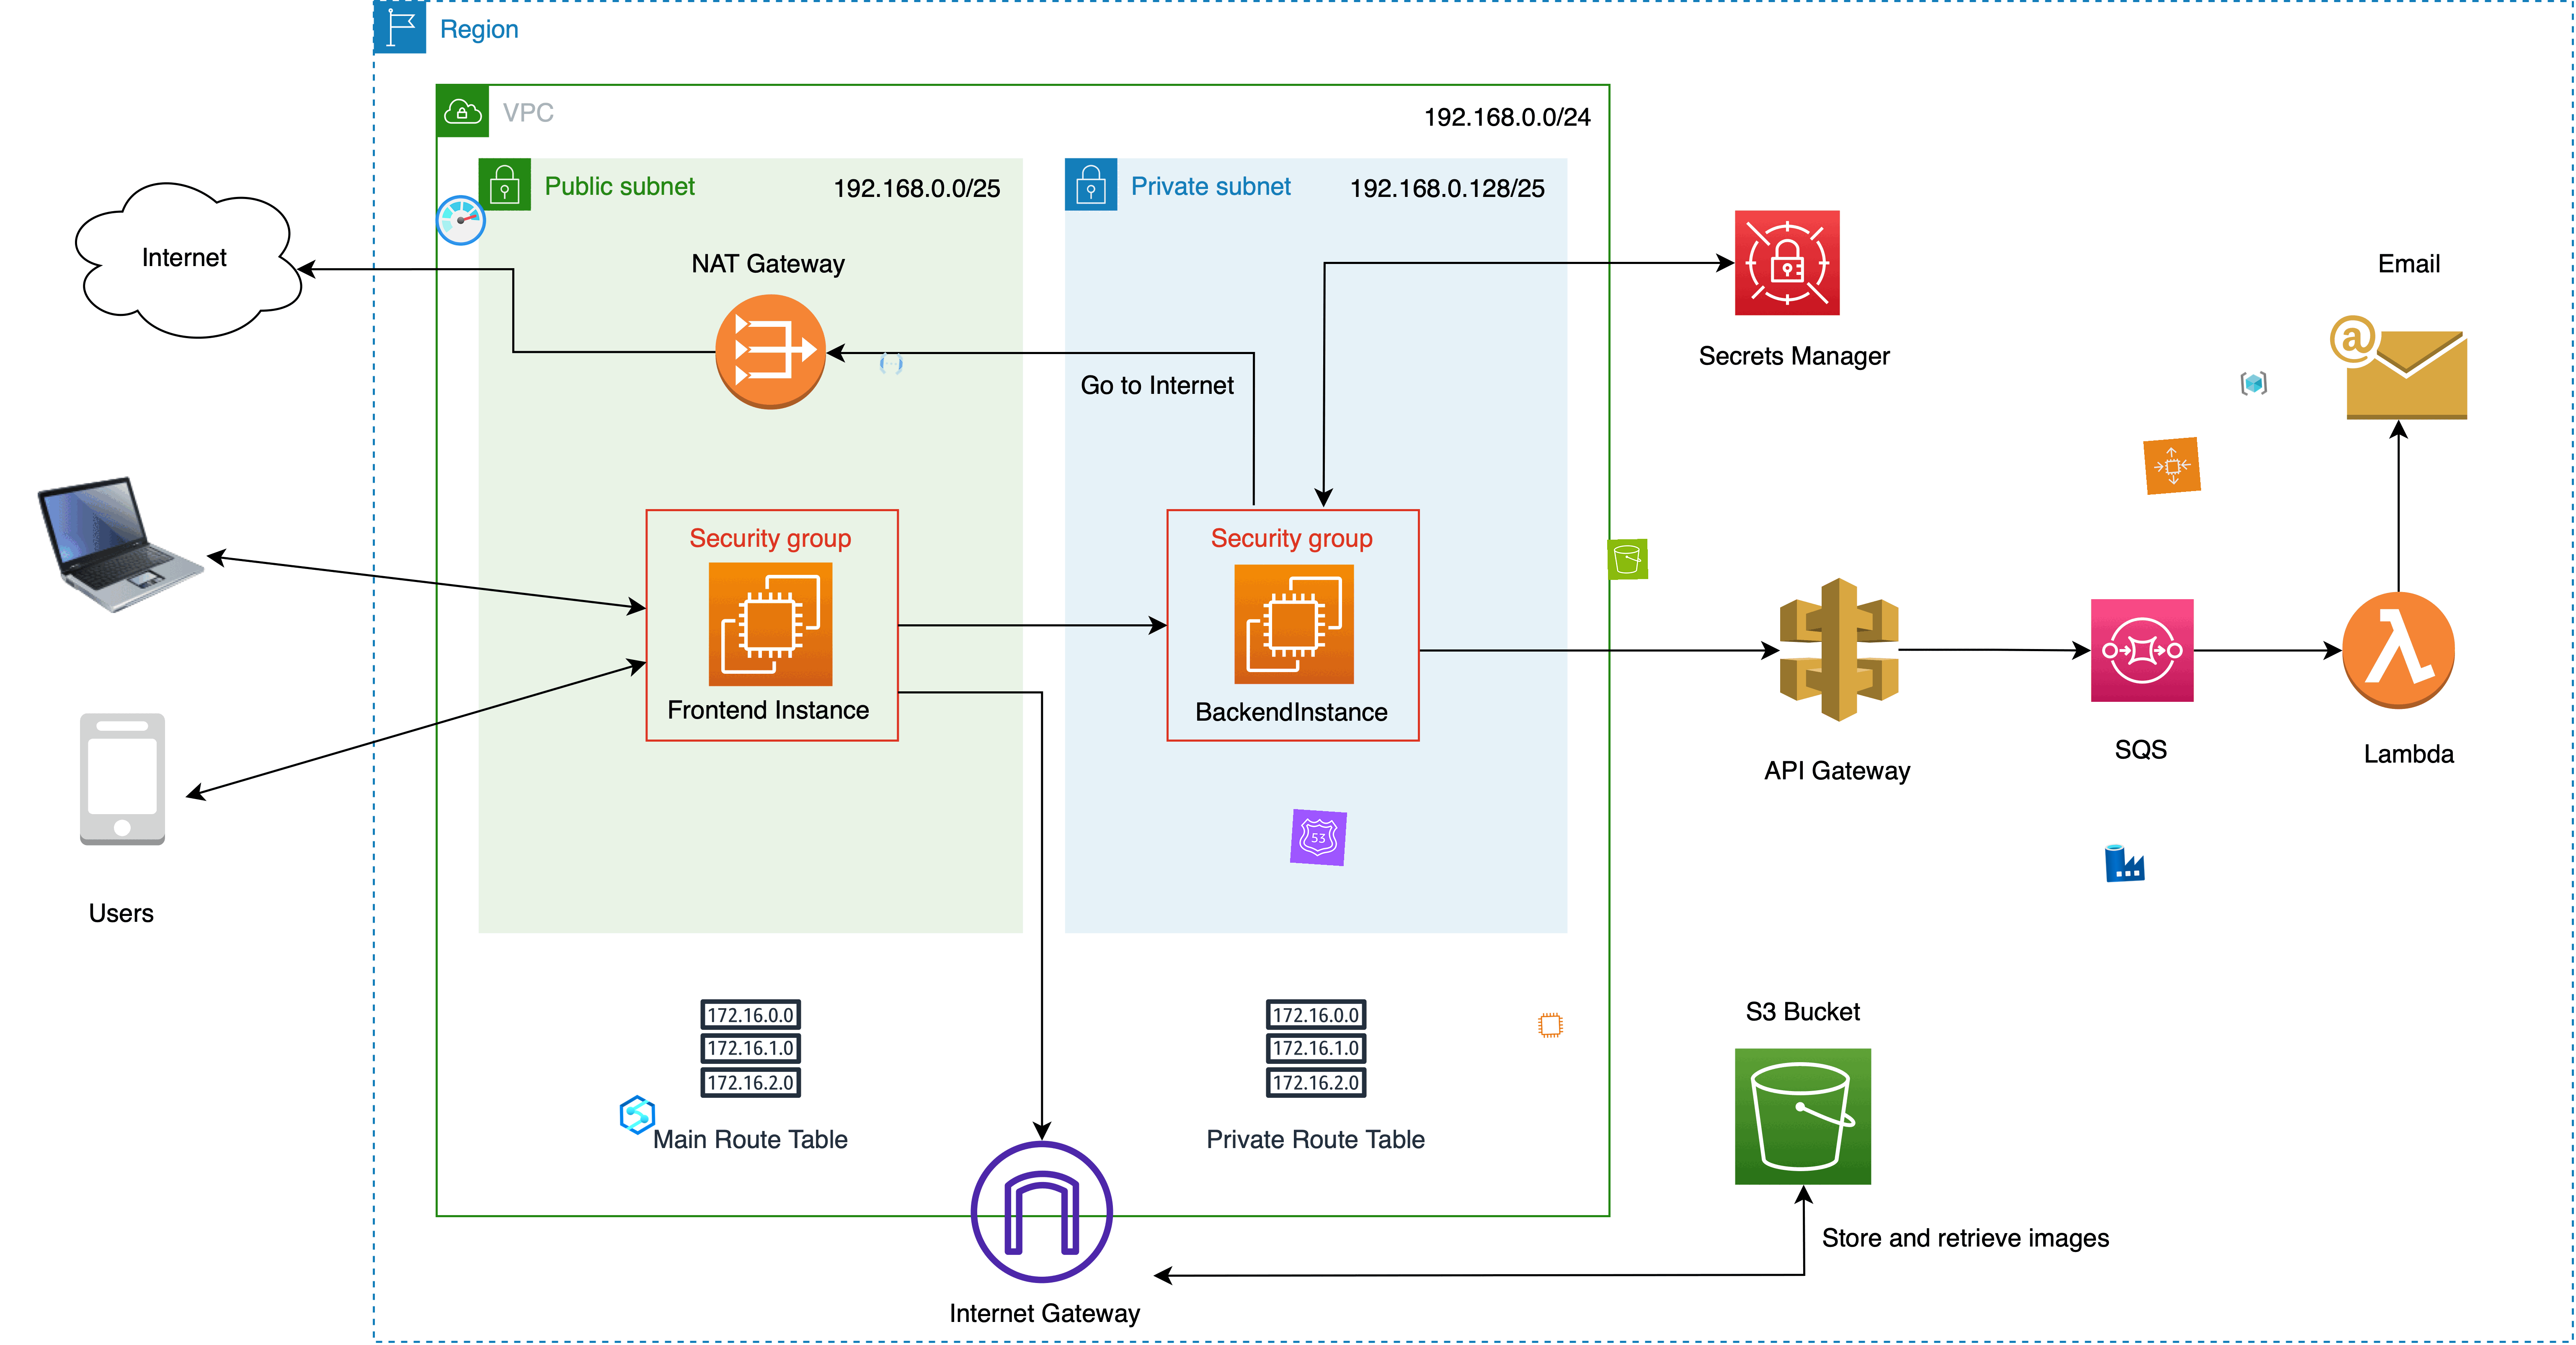 Region
VPC
192.168.0.0/24
Public subnet
192.168.0.0/25
Private subnet
192.168.0.128/25
Internet
NAT Gateway
Go to Internet
Secrets Manager
Email
@
Security group
Frontend Instance
Security group
BackendInstance
API Gateway
SQS
λ
Lambda
Users
53
172.16.0.0
172.16.1.0
172.16.2.0
Main Route Table
172.16.0.0
172.16.1.0
172.16.2.0
Private Route Table
S3 Bucket
Store and retrieve images
Internet Gateway